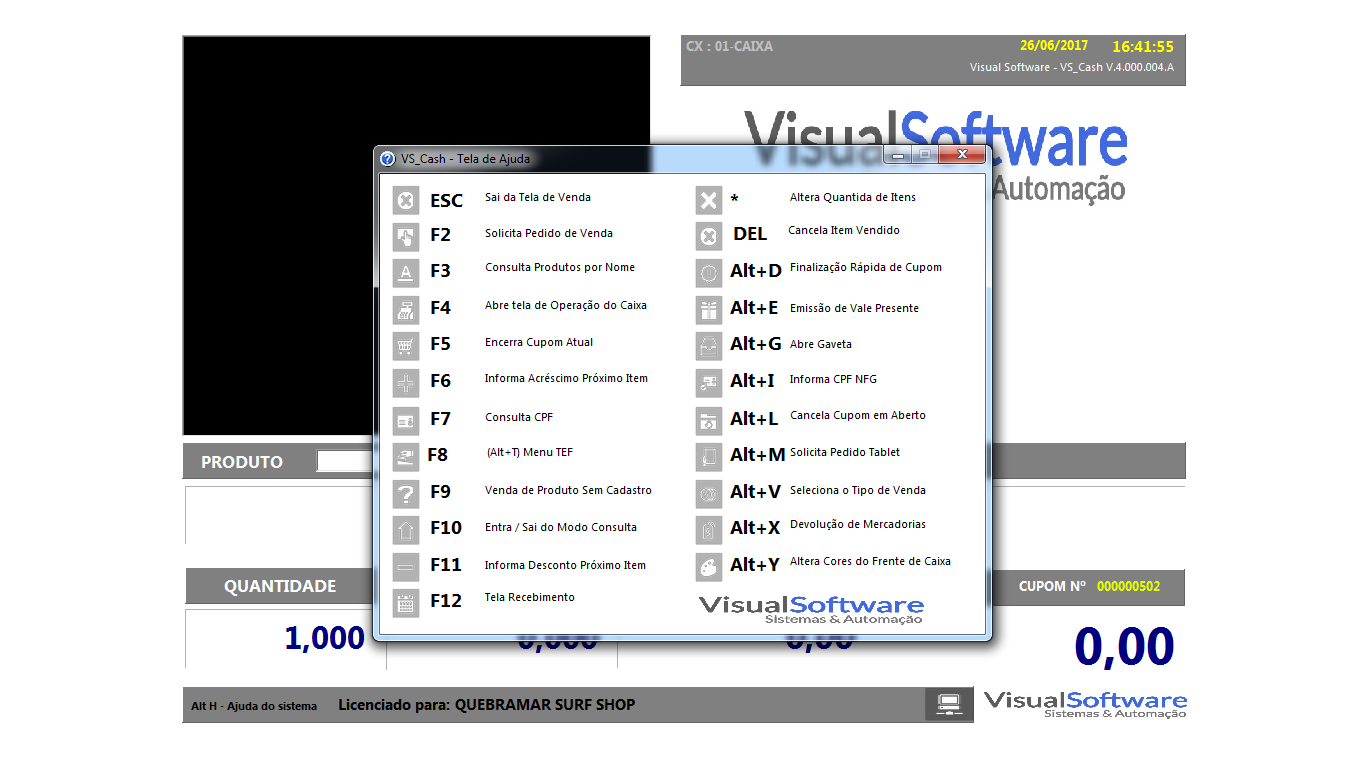 CX : 01-CAIXA
26/06/2017 16:41:55
Visual Software - VS_Cash V.4.000.004.A
VisualSoftware
Automação
VS_Cash - Tela de Ajuda
ESC Sai da Tela de Venda
F2 Solicita Pedido de Venda
F3 Consulta Produtos por Nome
F4 Abre tela de Operação do Caixa
F5 Encerra Cupom Atual
F6 Informa Acréscimo Próximo Item
F7 Consulta CPF
F8 (Alt+T) Menu TEF
F9 Venda de Produto Sem Cadastro
F10 Entra / Sai do Modo Consulta
F11 Informa Desconto Próximo Item
F12 Tela Recebimento
* Altera Quantida de Itens
DEL Cancela Item Vendido
Alt+D Finalização Rápida de Cupom
Alt+E Emissão de Vale Presente
Alt+G Abre Gaveta
Alt+I Informa CPF NFG
Alt+L Cancela Cupom em Aberto
Alt+M Solicita Pedido Tablet
Alt+V Seleciona o Tipo de Venda
Alt+X Devolução de Mercadorias
Alt+Y Altera Cores do Frente de Caixa
VisualSoftware
Sistemas & Automação
PRODUTO
QUANTIDADE
CUPOM Nº 000000502
1,000
0,000
0,00
0,00
Alt H - Ajuda do sistema
Licenciado para: QUEBRAMAR SURF SHOP
VisualSoftware
Sistemas & Automação